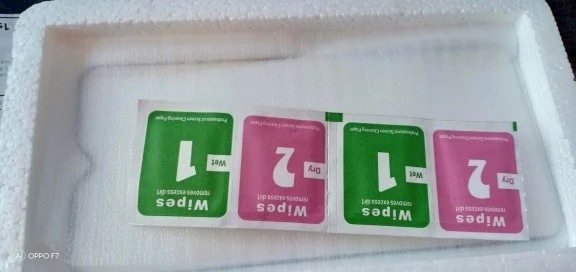 Wipes
removes excess dirt
Dry
2
Professional Screen Cleaning Paper
Wipes
removes excess dirt
Wet
1
Professional Screen Cleaning Paper
Wipes
removes excess dirt
Dry
2
Professional Screen Cleaning Paper
Wipes
removes excess dirt
Wet
1
Professional Screen Cleaning Paper
OPPO F7